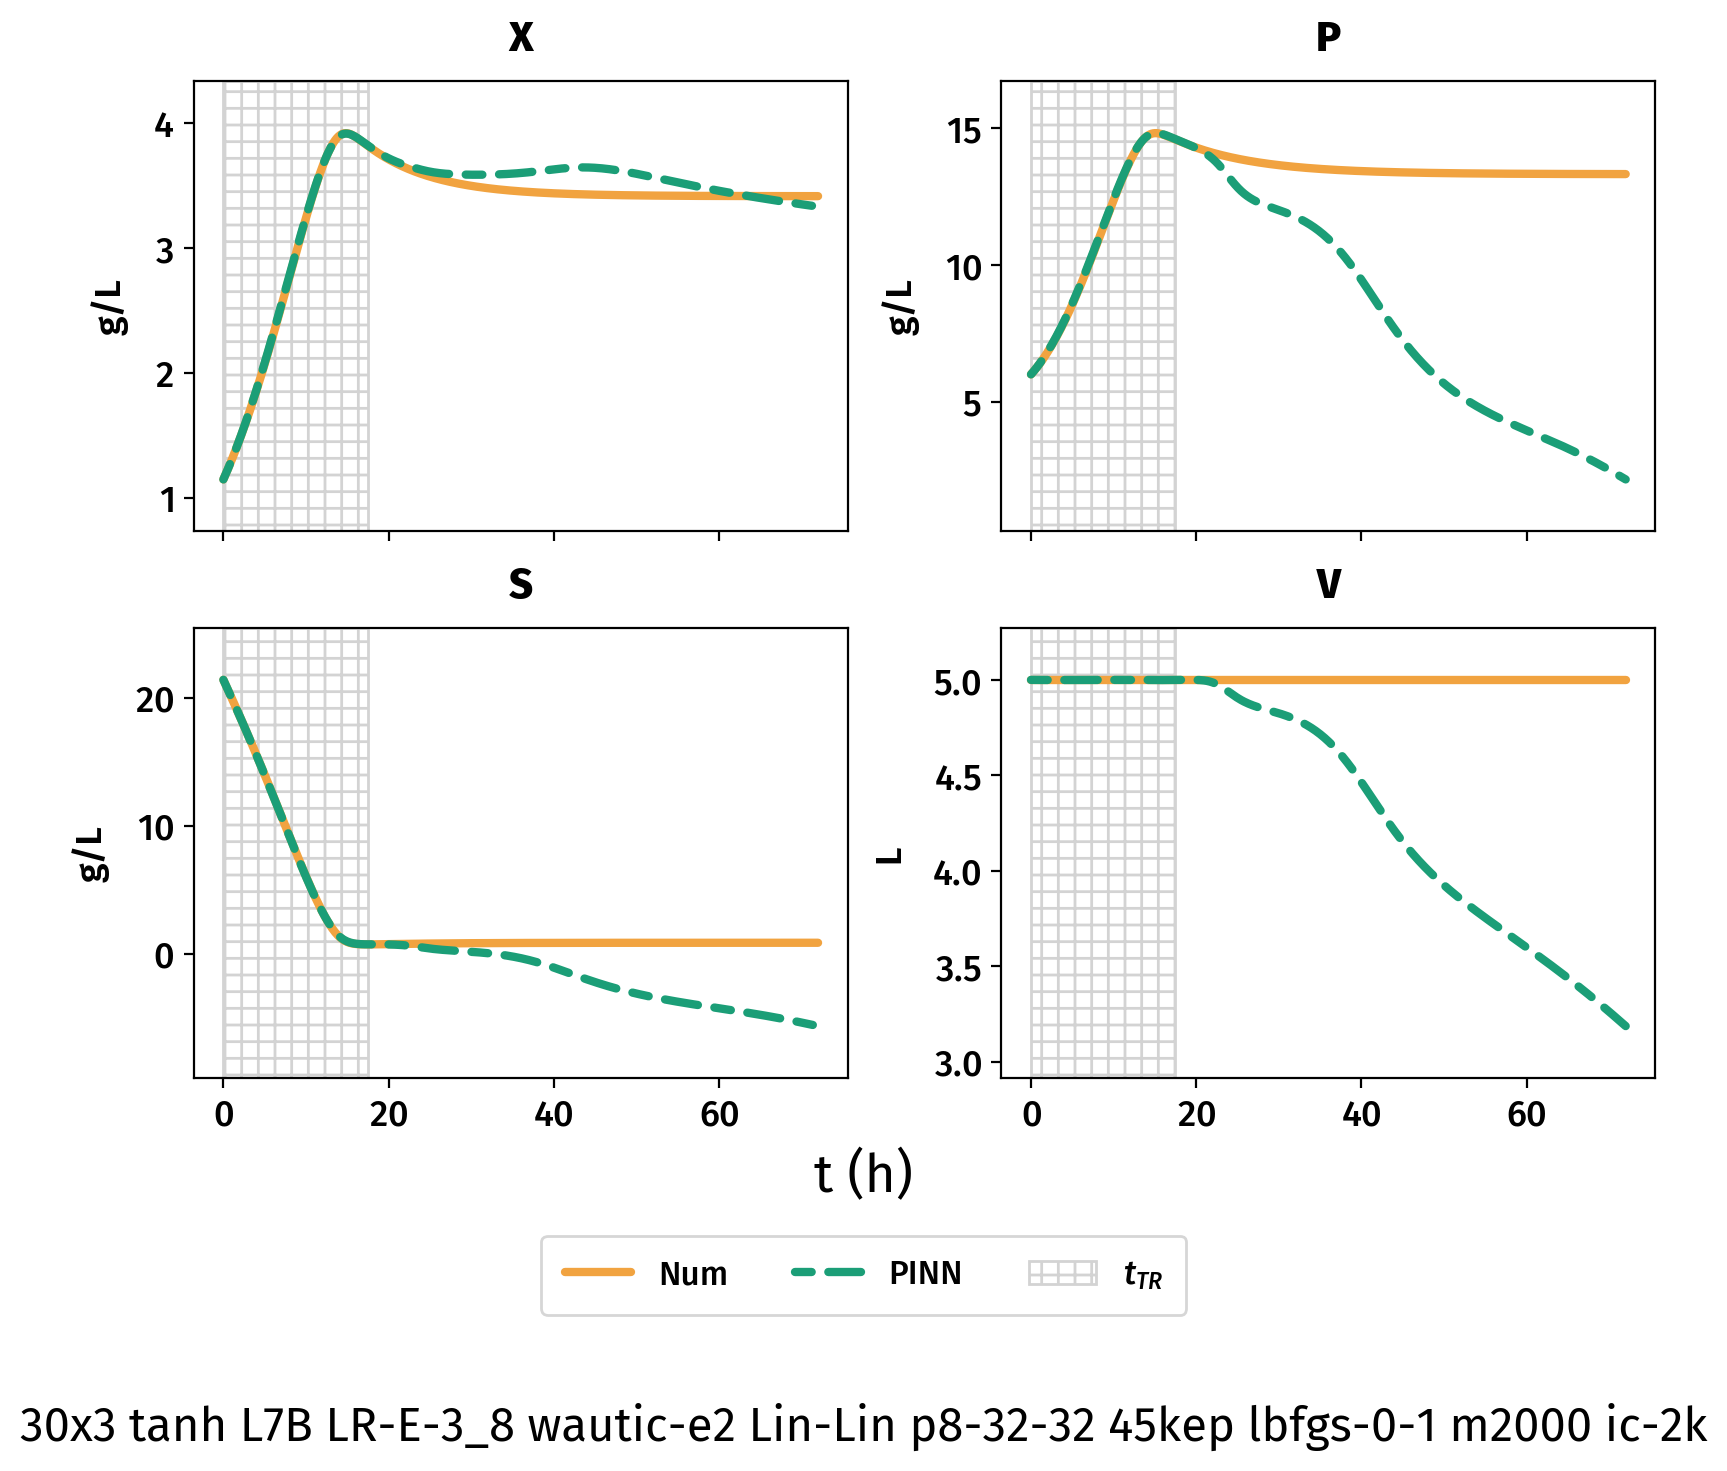 X
P
4
3
2
1
g/L
15
10
5
g/L
S
V
20
10
0
g/L
5.0
4.5
4.0
3.5
3.0
L
0 20 40 60
0 20 40 60
t (h)
Num PINN tTR
30x3 tanh L7B LR-E-3_8 wautic-e2 Lin-Lin p8-32-32 45kep lbfgs-0-1 m2000 ic-2k